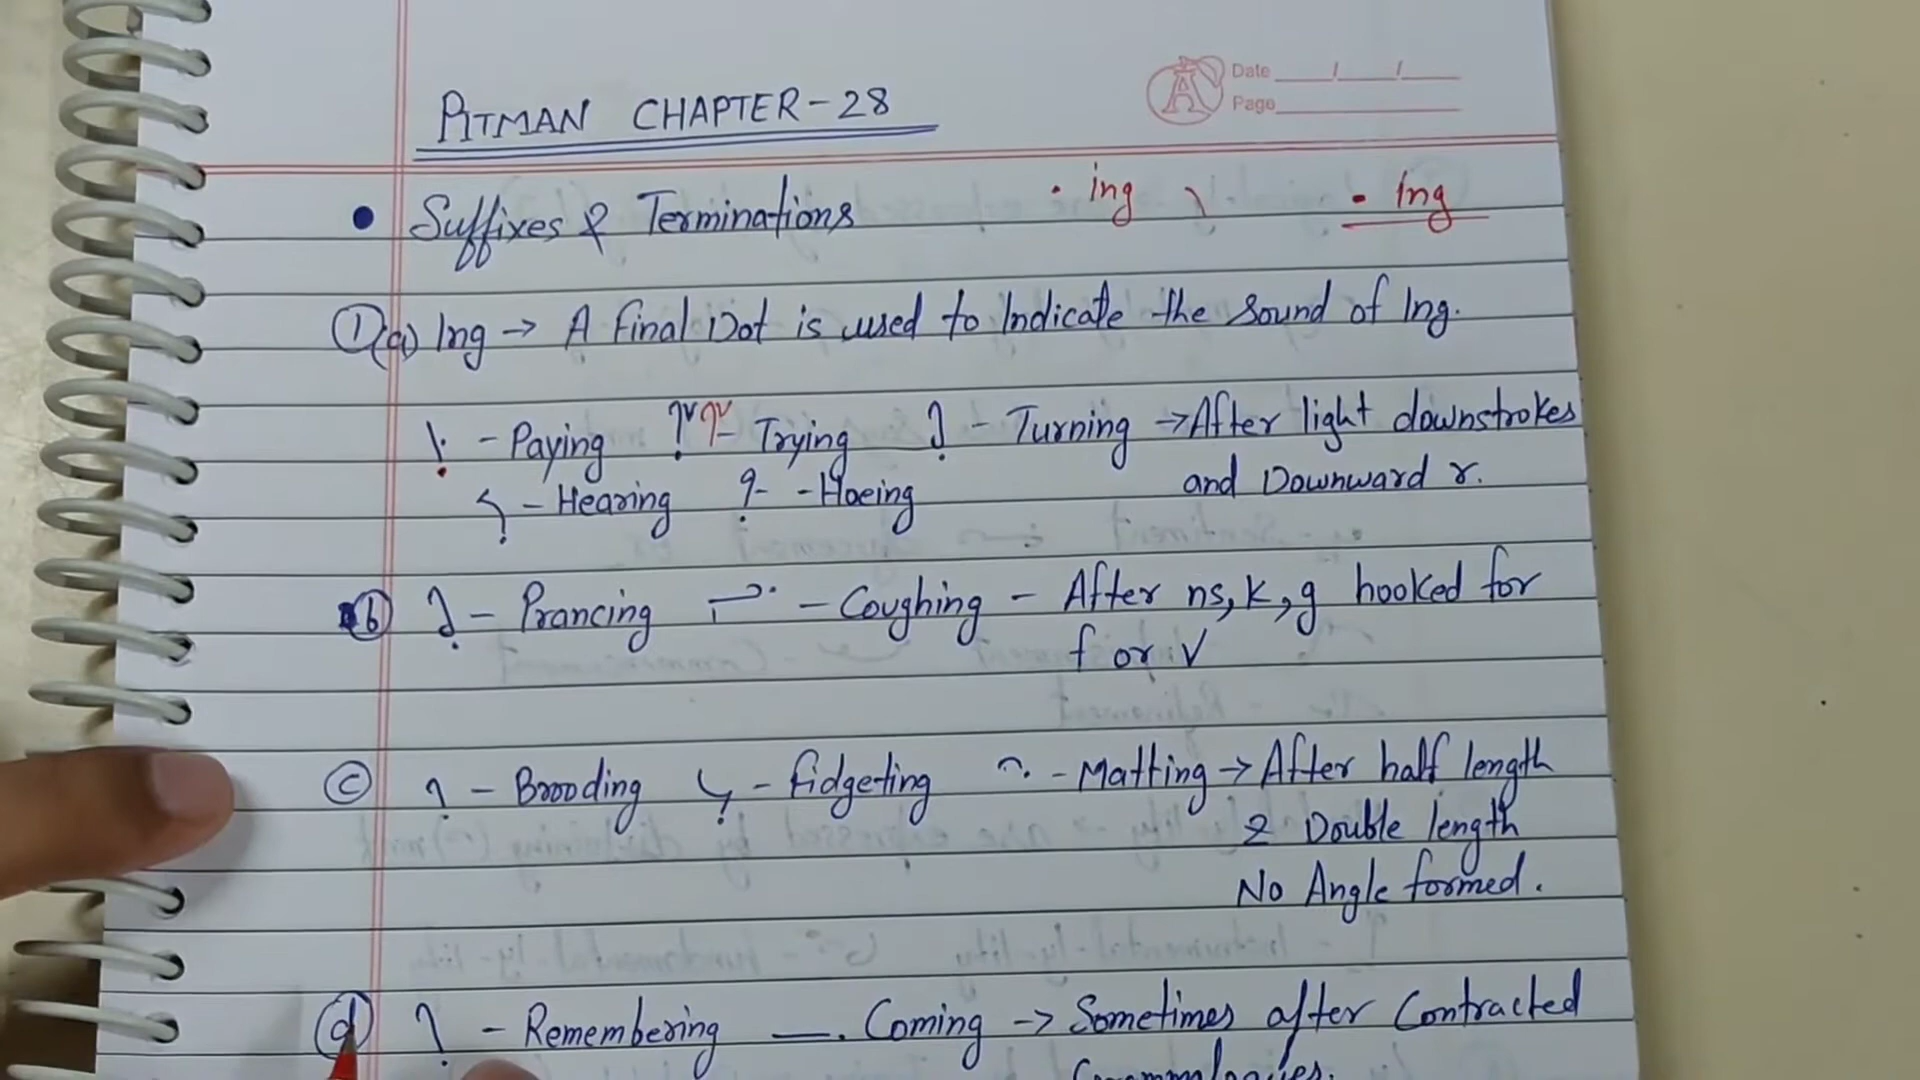 PITMAN CHAPTER-28
Date / /
Page
• Suffixes & Terminations . ing - Ing
①(a) Ing → A final Dot is used to Indicate the Sound of Ing.
- Paying - Trying - Turning → After light downstrokes
- Hearing - Hoeing and Downward r.
(b) - Prancing - Coughing - After ns, k, g hooked for
f or v
(c) - Brooding - fidgeting - Matting → After half length
& Double length
No Angle formed.
(d) - Remembering . Coming → Sometimes after Contracted